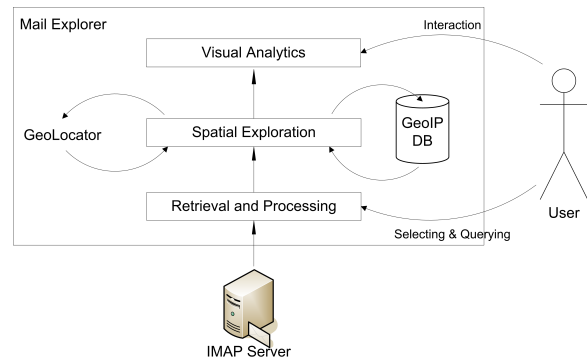 Mail Explorer
Interaction
Visual Analytics
GeoLocator
Spatial Exploration
GeoIP
DB
Retrieval and Processing
User
Selecting & Querying
IMAP Server